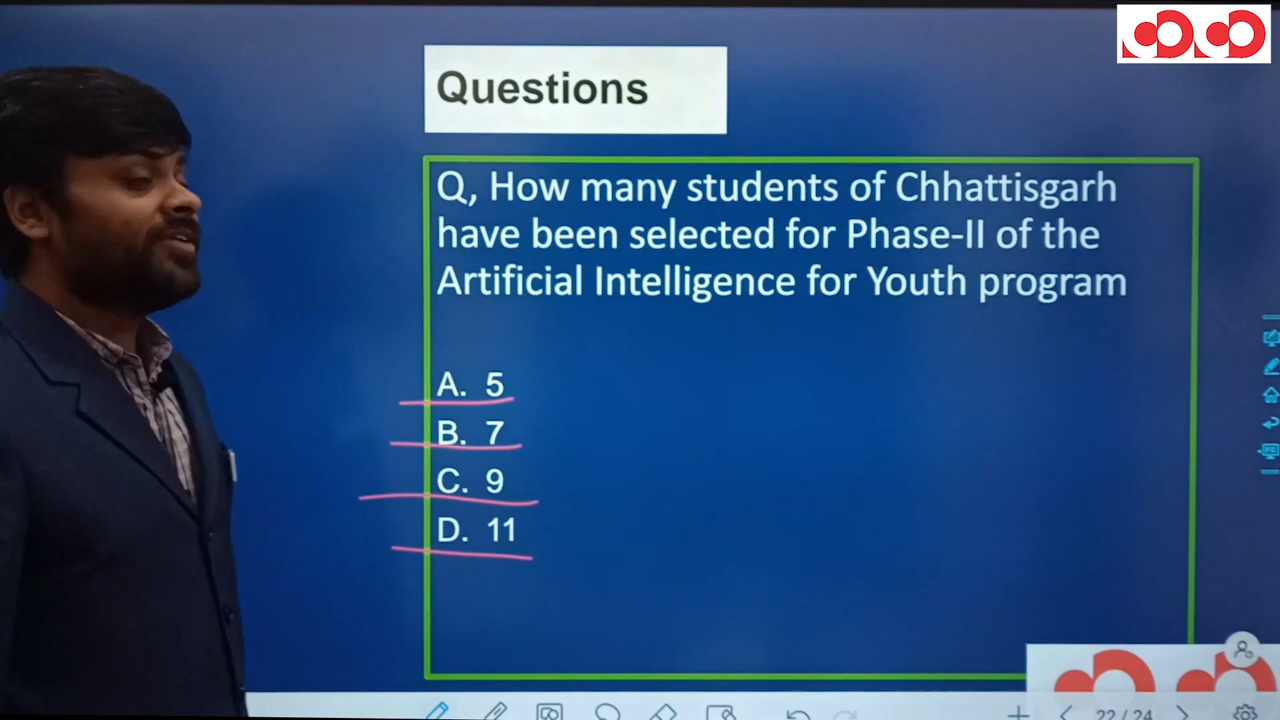 Questions
Q, How many students of Chhattisgarh
have been selected for Phase-II of the
Artificial Intelligence for Youth program
A. 5
B. 7
C. 9
D. 11
22/24